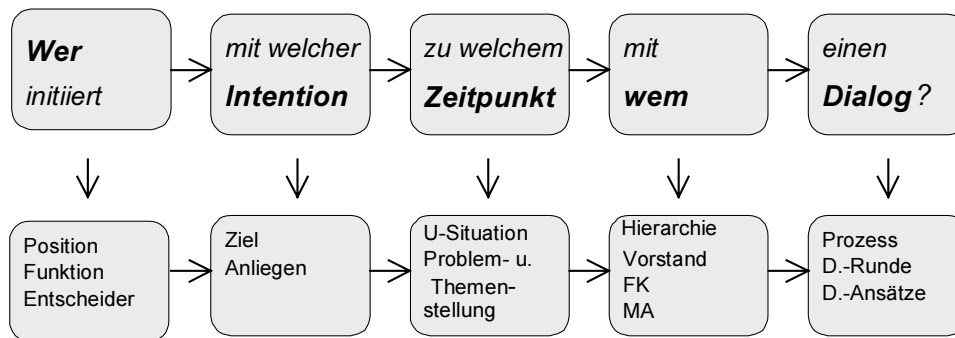 Wer
initiiert
mit welcher
Intention
zu welchem
Zeitpunkt
mit
wem
einen
Dialog?
Position
Funktion
Entscheider
Ziel
Anliegen
U-Situation
Problem- u.
Themen-
stellung
Hierarchie
Vorstand
FK
MA
Prozess
D.-Runde
D.-Ansätze